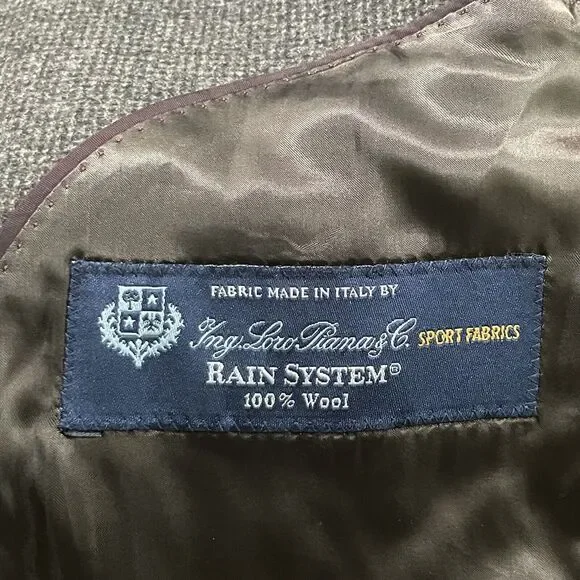 FABRIC MADE IN ITALY BY
Ing. Loro Piana & C. SPORT FABRICS
RAIN SYSTEM®
100% Wool